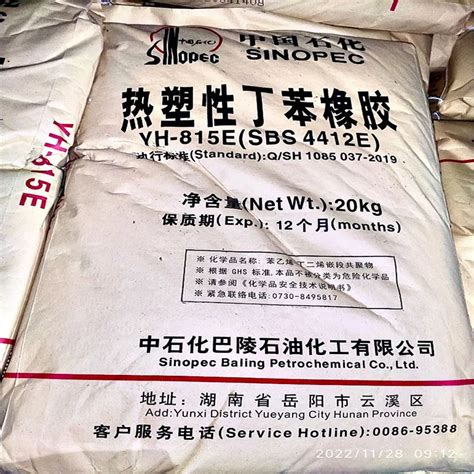 中国石化
SINOPEC
中国石化
SINOPEC
热塑性丁苯橡胶
YH-815E(SBS 4412E)
执行标准(Standard):Q/SH 1085 037-2019
净含量(Net Wt.):20kg
保质期(Exp.): 12个月(months)
※ 化学品名称: 苯乙烯-丁二烯嵌段共聚物
※ 根据 GHS 标准,本品不被分类为危险化学品
※ 请参阅《化学品安全技术说明书》
※ 紧急联络电话: 0730-8495817
中石化巴陵石油化工有限公司
Sinopec Baling Petrochemical Co.,Ltd.
地址: 湖南省岳阳市云溪区
Add:Yunxi District Yueyang City Hunan Province
客户服务电话(Service Hotline):0086-95388
YH-815E
2022/11/28 09:12